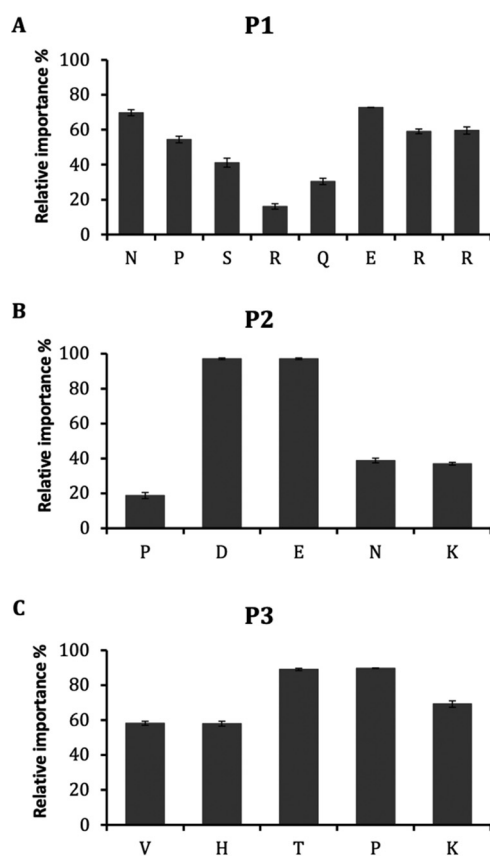 A
P1
Relative importance %
100
80
60
40
20
0
N P S R Q E R R
B
P2
Relative importance %
100
80
60
40
20
0
P D E N K
C
P3
Relative importance %
100
80
60
40
20
0
V H T P K